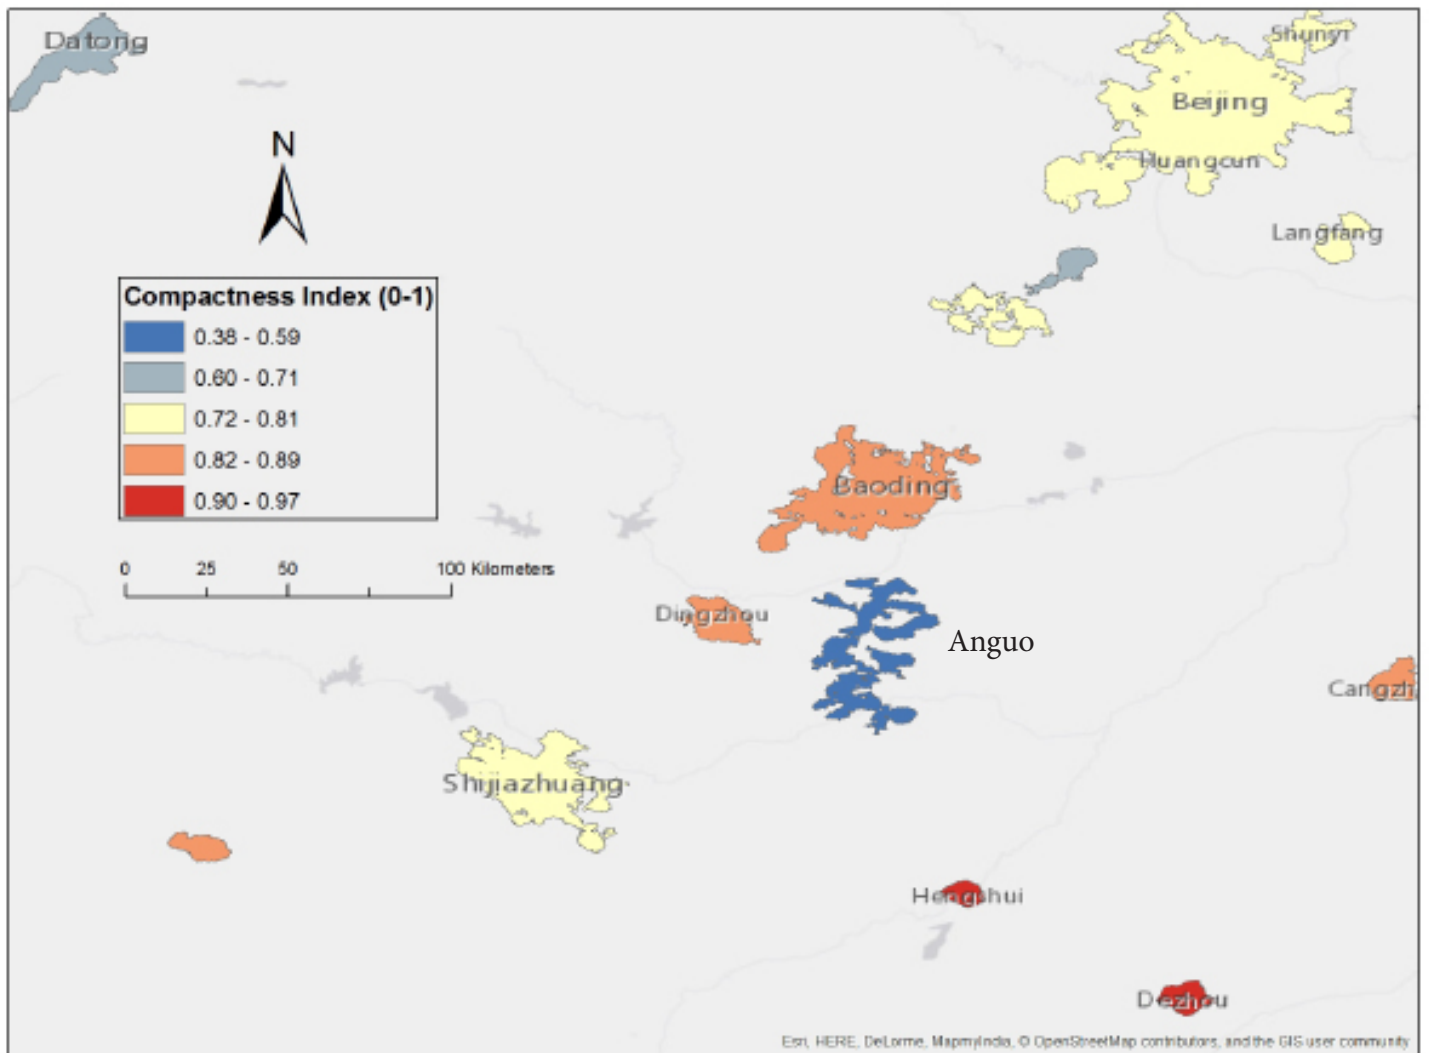 Datong
Shunyi
Beijing
Huangcun
Langfang
N
Compactness Index (0-1)
0.38 - 0.59
0.60 - 0.71
0.72 - 0.81
0.82 - 0.89
0.90 - 0.97
0 25 50 100 Kilometers
Baoding
Dingzhou
Anguo
Cangzh
Shijiazhuang
Hengshui
Dezhou
Esri, HERE, DeLorme, MapmyIndia, © OpenStreetMap contributors, and the GIS user community